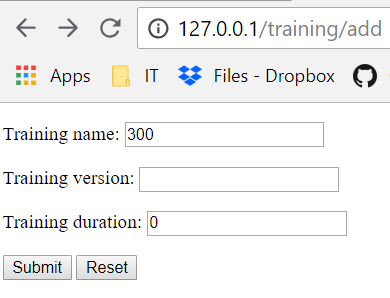 127.0.0.1/training/add
Apps IT Files - Dropbox
Training name: 300
Training version:
Training duration: 0
Submit Reset